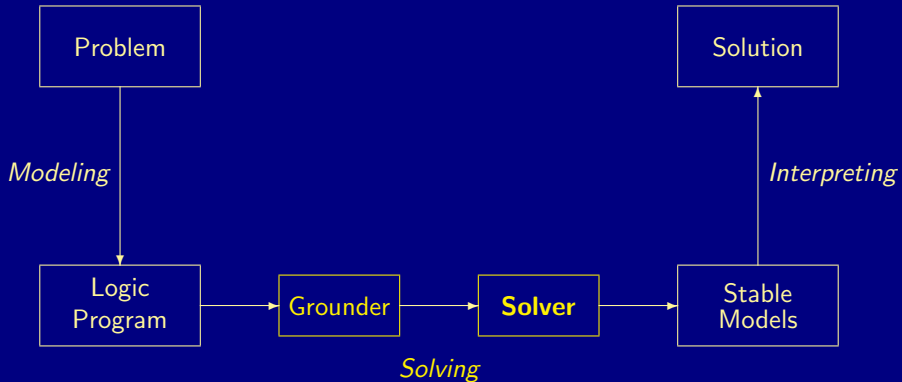 Problem
Solution
Modeling
Interpreting
Logic
Program
Grounder
Solver
Stable
Models
Solving